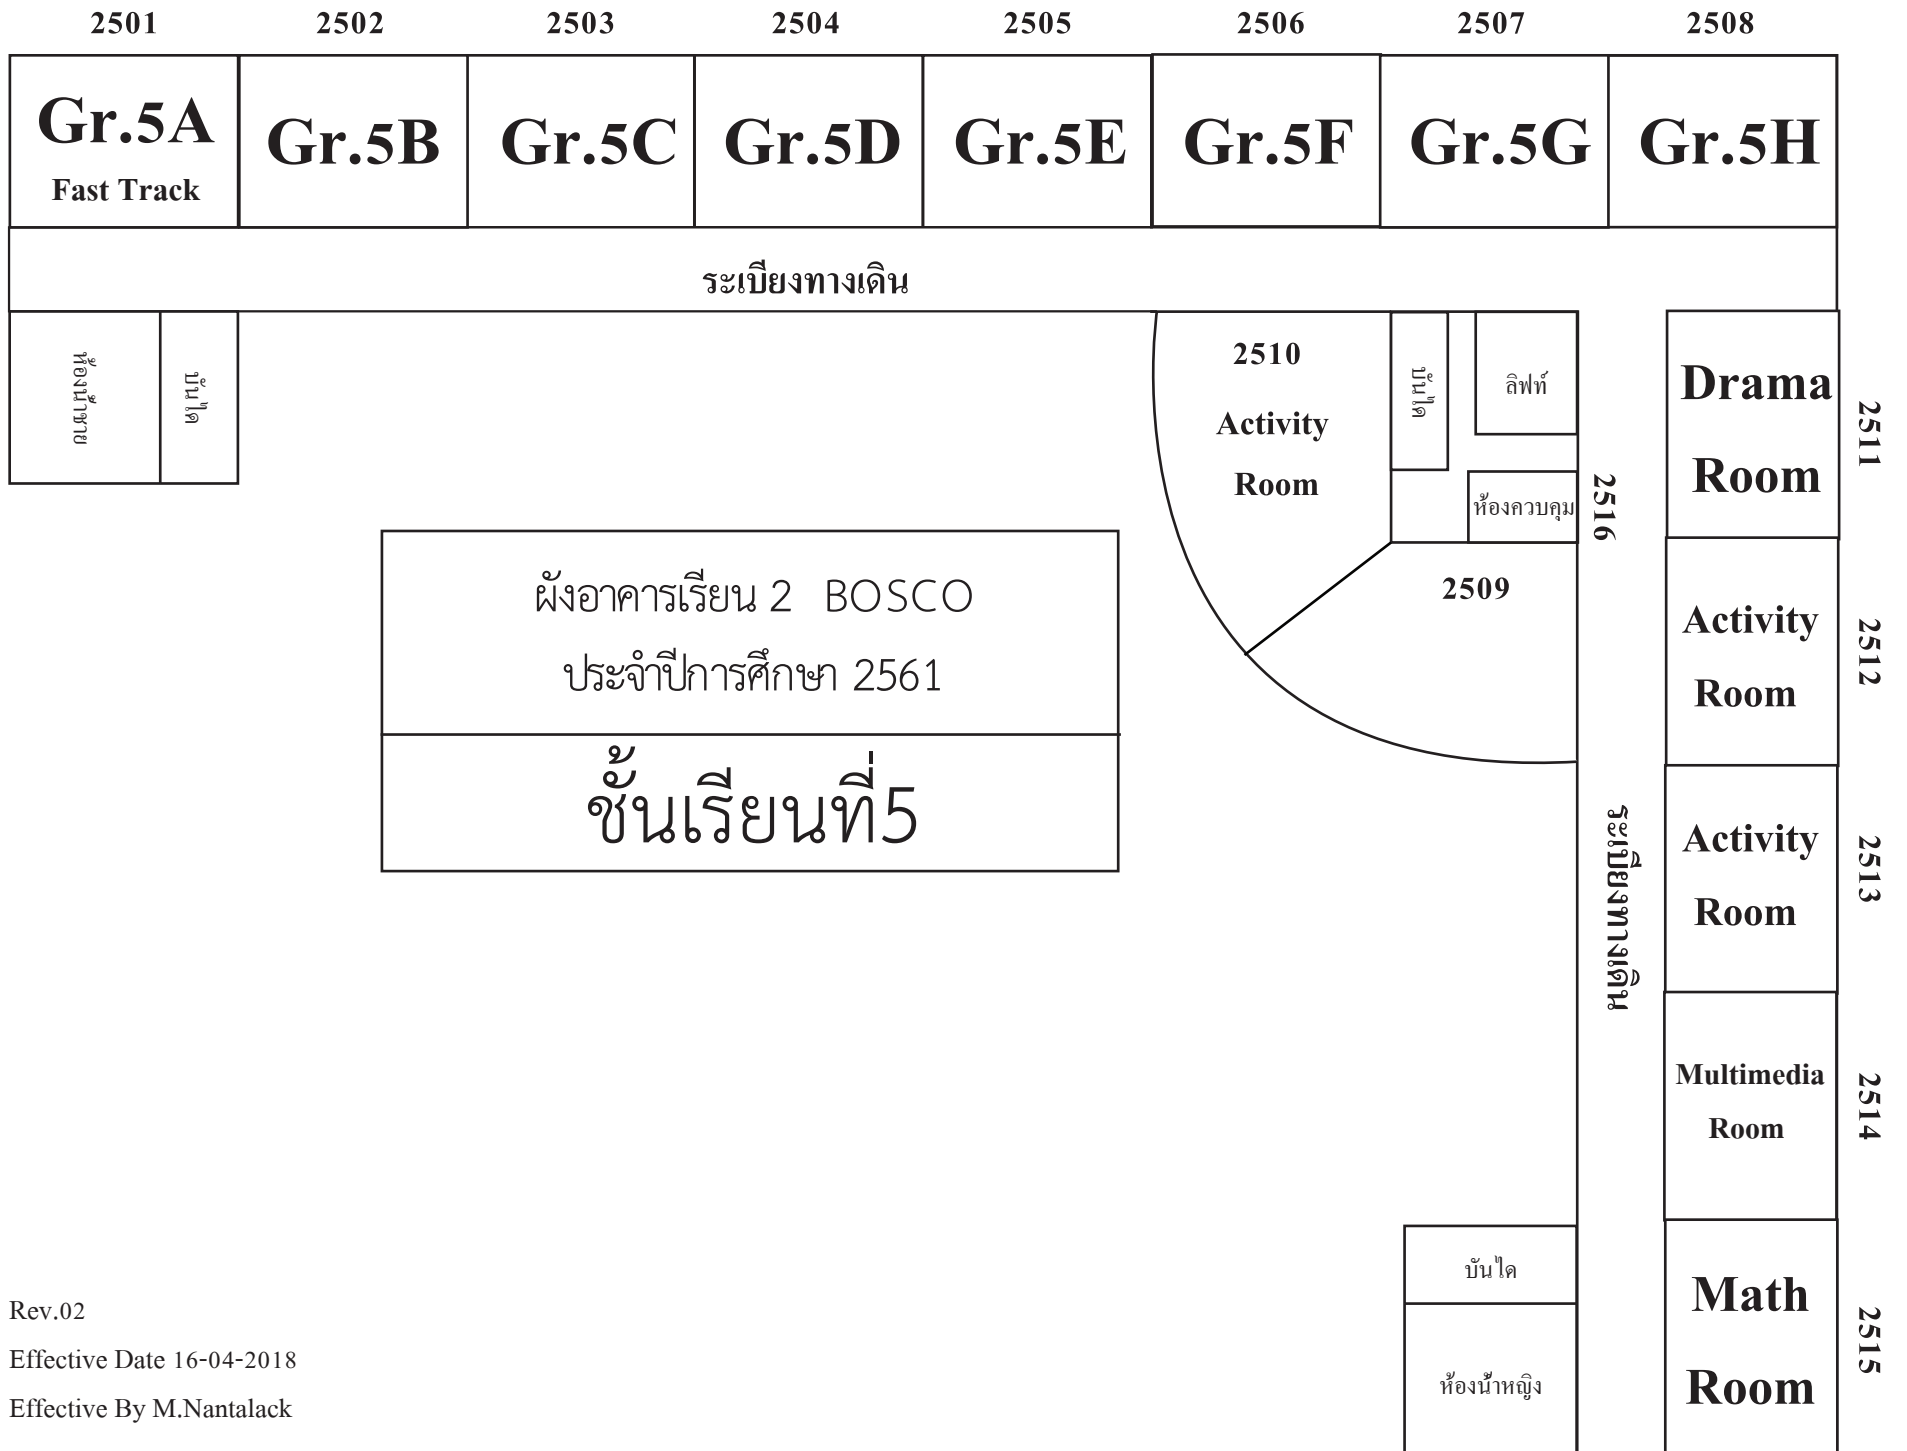 2501 2502 2503 2504 2505 2506 2507 2508
Gr.5A Gr.5B Gr.5C Gr.5D Gr.5E Gr.5F Gr.5G Gr.5H
Fast Track
ระเบียงทางเดิน
ห้องน้ำชาย
บันได
2510
Activity
Room
บันได
ลิฟท์
ห้องควบคุม
2516
2509
Drama
Room
2511
ผังอาคารเรียน 2 BOSCO
ประจำปีการศึกษา 2561
ชั้นเรียนที่5
Activity
Room
2512
ระเบียงทางเดิน
Activity
Room
2513
Multimedia
Room
2514
บันได
ห้องน้ำหญิง
Math
Room
2515
Rev.02
Effective Date 16-04-2018
Effective By M.Nantalack